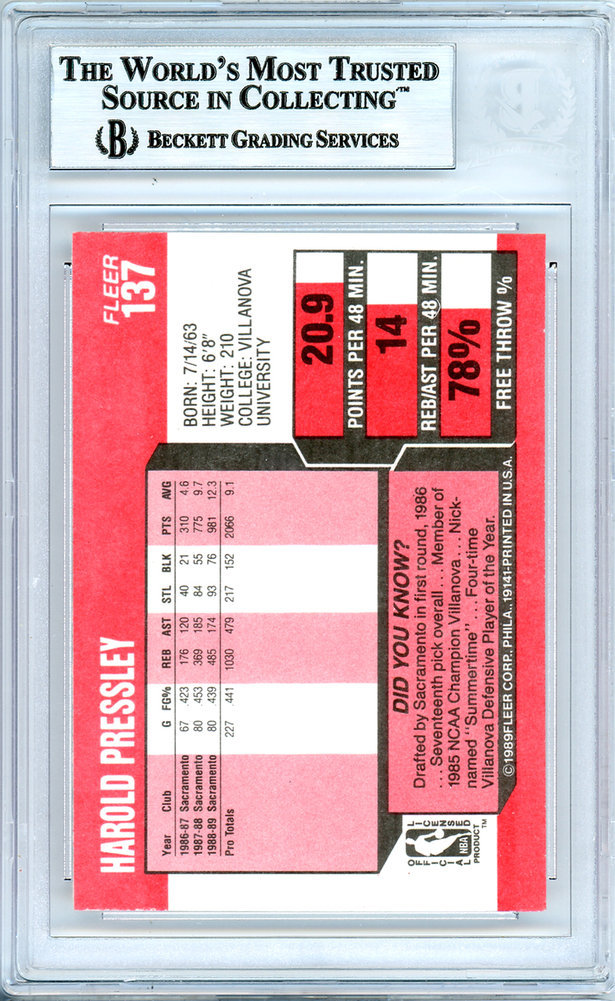 THE WORLD'S MOST TRUSTED
SOURCE IN COLLECTING™
B BECKETT GRADING SERVICES
FLEER
137
HAROLD PRESSLEY
BORN: 7/14/63
HEIGHT: 6'8"
WEIGHT: 210
COLLEGE: VILLANOVA
UNIVERSITY
Year Club G FG% REB AST STL BLK PTS AVG
1986-87 Sacramento 67 .423 176 120 40 21 310 4.6
1987-88 Sacramento 80 .453 369 185 84 55 775 9.7
1988-89 Sacramento 80 .439 485 174 93 76 981 12.3
Pro Totals 227 .441 1030 479 217 152 2066 9.1
20.9
POINTS PER 48 MIN.
14
REB/AST PER 48 MIN.
78%
FREE THROW %
DID YOU KNOW?
Drafted by Sacramento in first round, 1986
. . . Seventeenth pick overall . . . Member of
1985 NCAA Champion Villanova . . . Nick-
named "Summertime" . . . Four-time
Villanova Defensive Player of the Year.
©1989 FLEER CORP., PHILA., 19141-PRINTED IN U.S.A.
OFFICIAL LICENSED
NBA
PRODUCT™